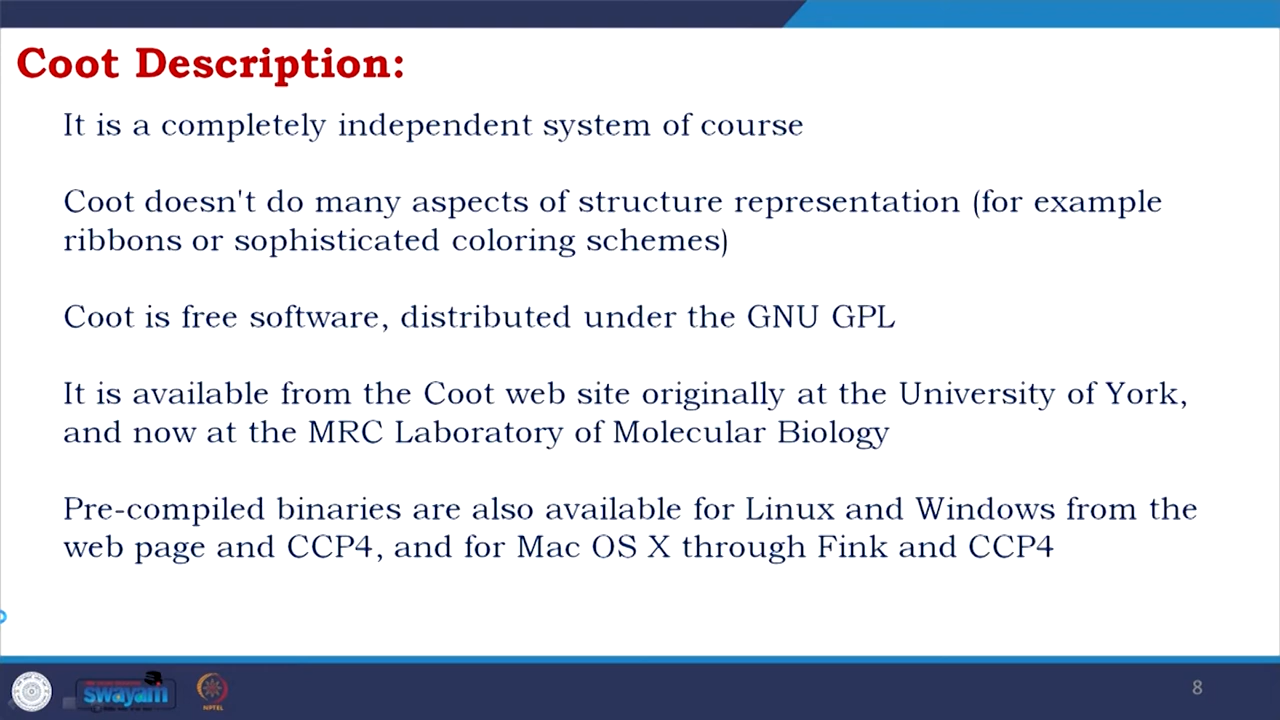 Coot Description:
It is a completely independent system of course
Coot doesn't do many aspects of structure representation (for example
ribbons or sophisticated coloring schemes)
Coot is free software, distributed under the GNU GPL
It is available from the Coot web site originally at the University of York,
and now at the MRC Laboratory of Molecular Biology
Pre-compiled binaries are also available for Linux and Windows from the
web page and CCP4, and for Mac OS X through Fink and CCP4
swayam
NPTEL
8